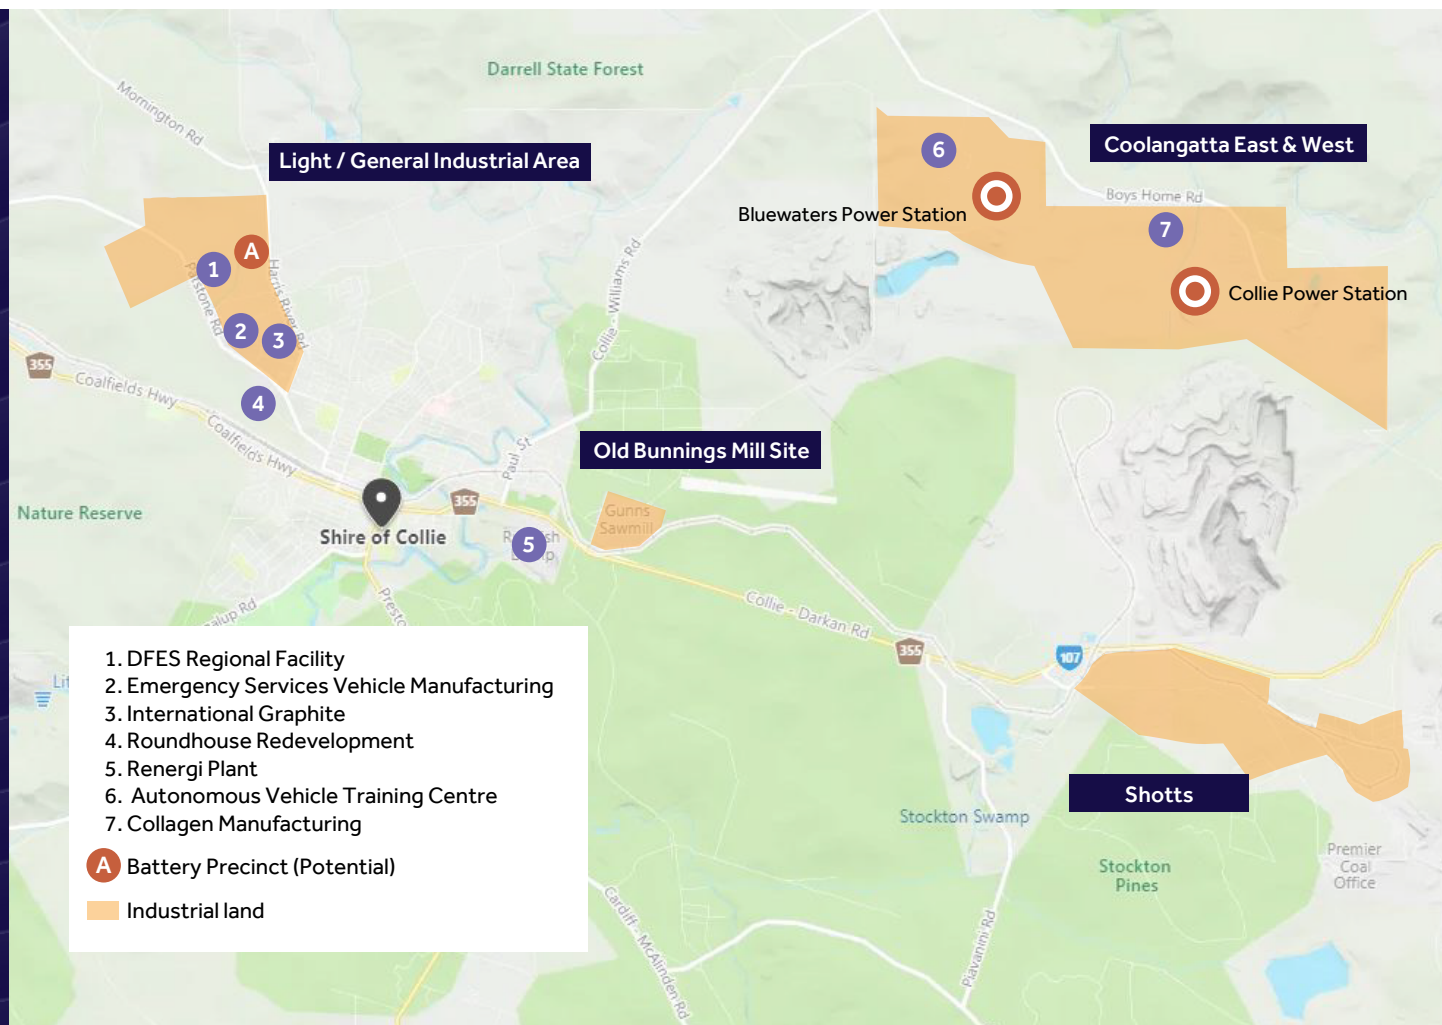 Darrell State Forest
Mornington Rd
Light / General Industrial Area
Coolangatta East & West
6
Boys Home Rd
Bluewaters Power Station
7
A
1
Harris River Rd
Collie - Williams Rd
Collie Power Station
2
3
355
Coalfields Hwy
4
Coalfields Hwy
Paul St
Old Bunnings Mill Site
355
Nature Reserve
Gunns
Sawmill
Shire of Collie
5
Collie - Darkan Rd
355
107
1. DFES Regional Facility
2. Emergency Services Vehicle Manufacturing
3. International Graphite
4. Roundhouse Redevelopment
5. Renergi Plant
6. Autonomous Vehicle Training Centre
7. Collagen Manufacturing
A Battery Precinct (Potential)
Industrial land
Shotts
Stockton Swamp
Stockton
Pines
Premier
Coal
Office
Cardiff - McAlinden Rd
Piavanini Rd